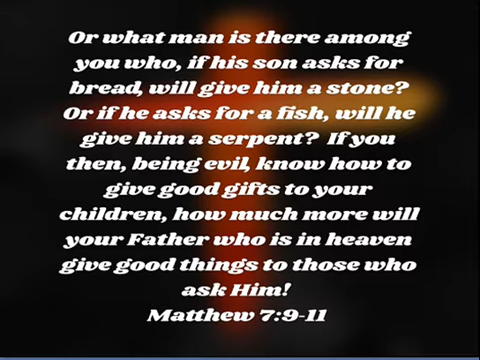 Or what man is there among
you who, if his son asks for
bread, will give him a stone?
Or if he asks for a fish, will he
give him a serpent?  If you
then, being evil, know how to
give good gifts to your
children, how much more will
your Father who is in heaven
give good things to those who
ask Him!
Matthew 7:9-11